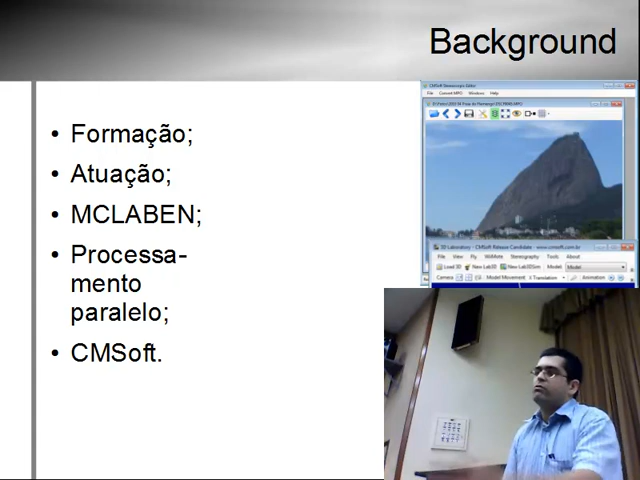 Background
• Formação;
• Atuação;
• MCLABEN;
• Processa-
mento
paralelo;
• CMSoft.
CMSoft Stereoscopic Editor
File Convert MPO Windows Help
3D Laboratory - CMSoft Release Candidate - www.cmsoft.com.br
File View Fly WiiMote Stereography Tools About
Load 3D New Lab3D New Lab3DSim Model: Model
Camera Model Movement Translation Animation